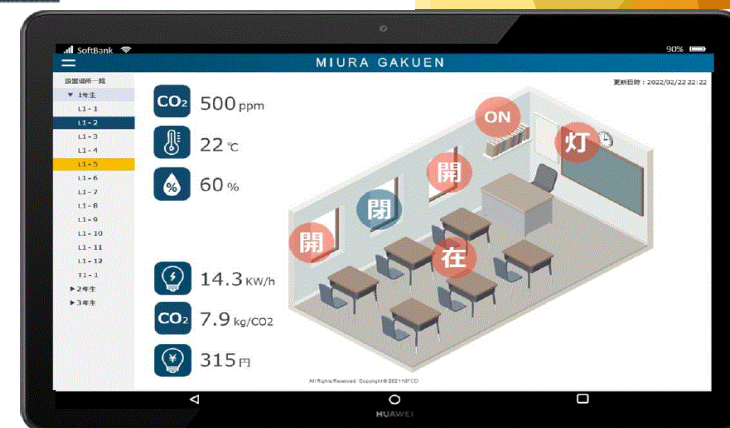 SoftBank
90%
MIURA GAKUEN
設置場所一覧
更新日時：2022/02/22 22:22
▼ 1年生
L1-1
L1-2
L1-3
L1-4
L1-5
L1-6
L1-7
L1-8
L1-9
L1-10
L1-11
L1-12
T1-1
▶2年生
▶3年生
CO2 500 ppm
22 ℃
% 60 %
14.3 KW/h
CO2 7.9 kg/CO2
¥ 315 円
ON
灯
開
閉
開
在
All Rights Reserved. Copyright © 2021 NIFCO
HUAWEI